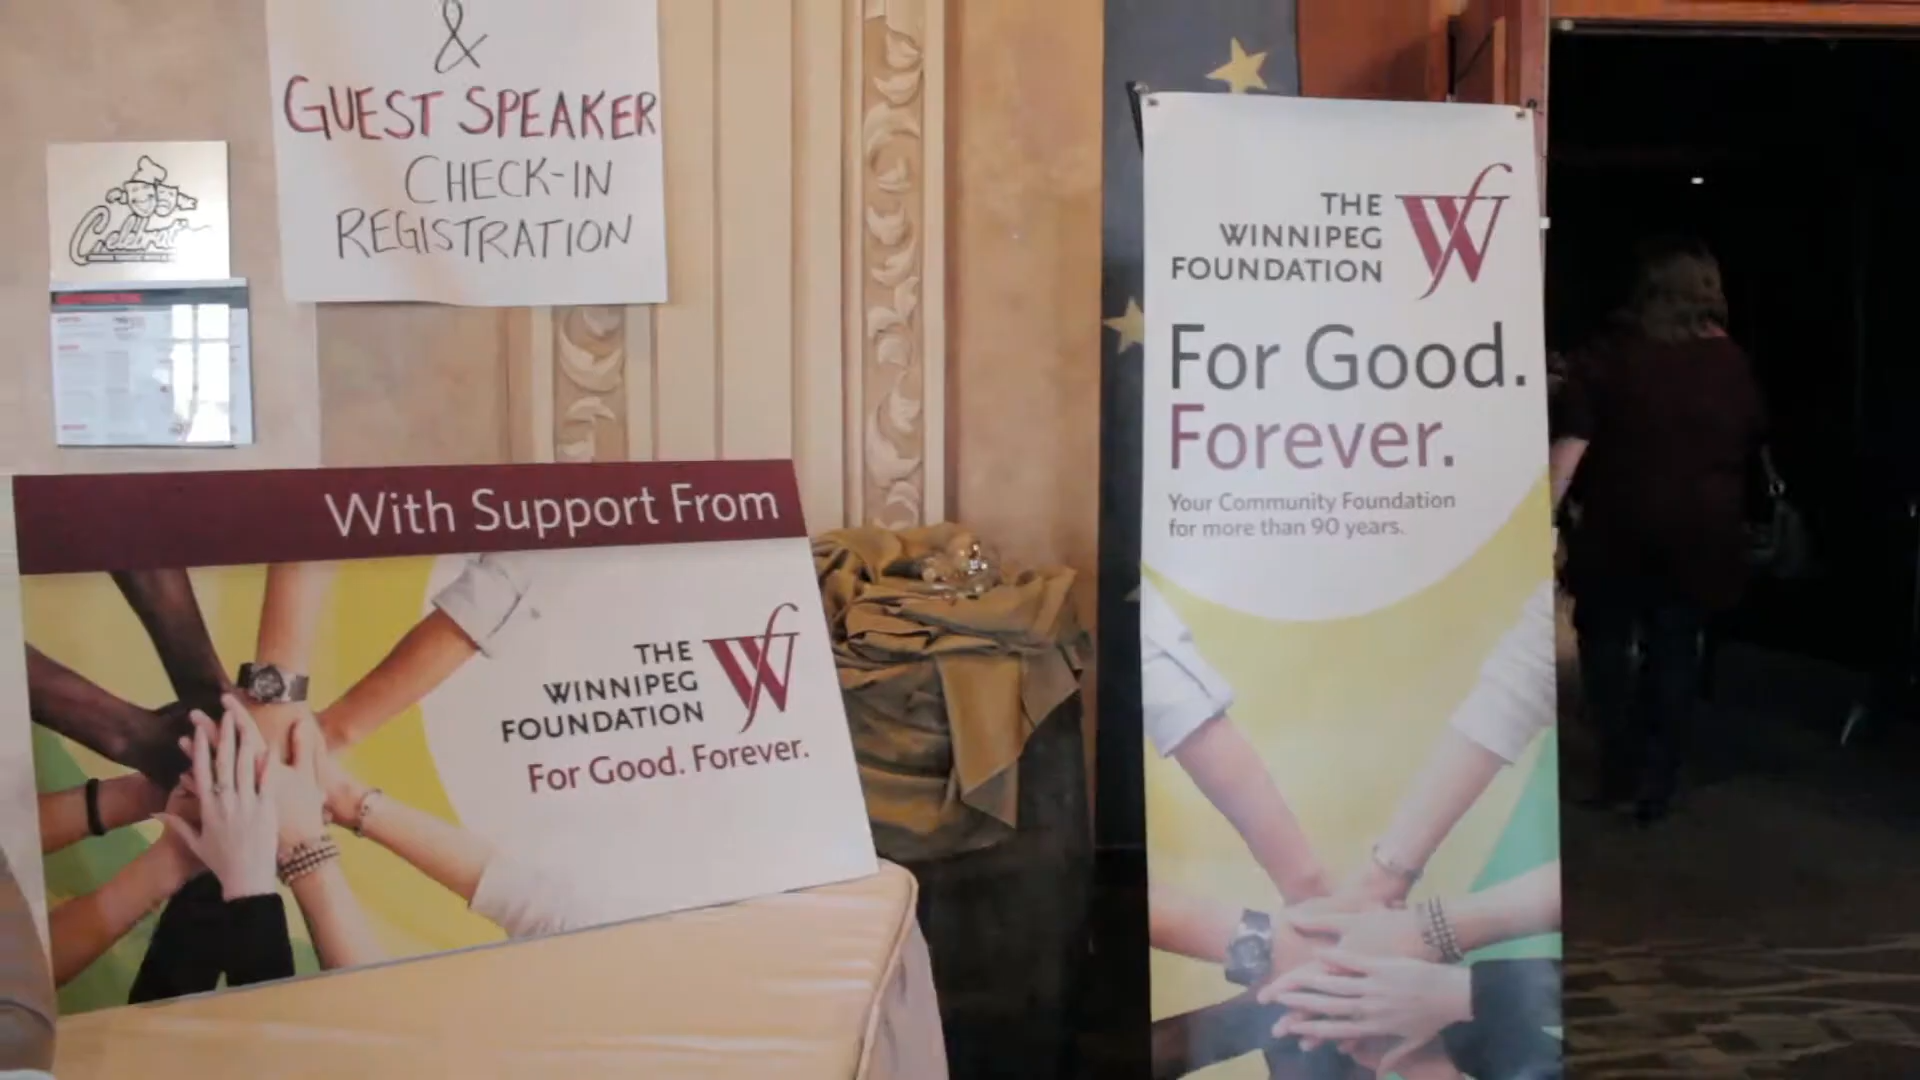 &
GUEST SPEAKER
CHECK-IN
REGISTRATION
With Support From
THE
WINNIPEG
FOUNDATION
For Good. Forever.
THE
WINNIPEG
FOUNDATION
For Good.
Forever.
Your Community Foundation
for more than 90 years.